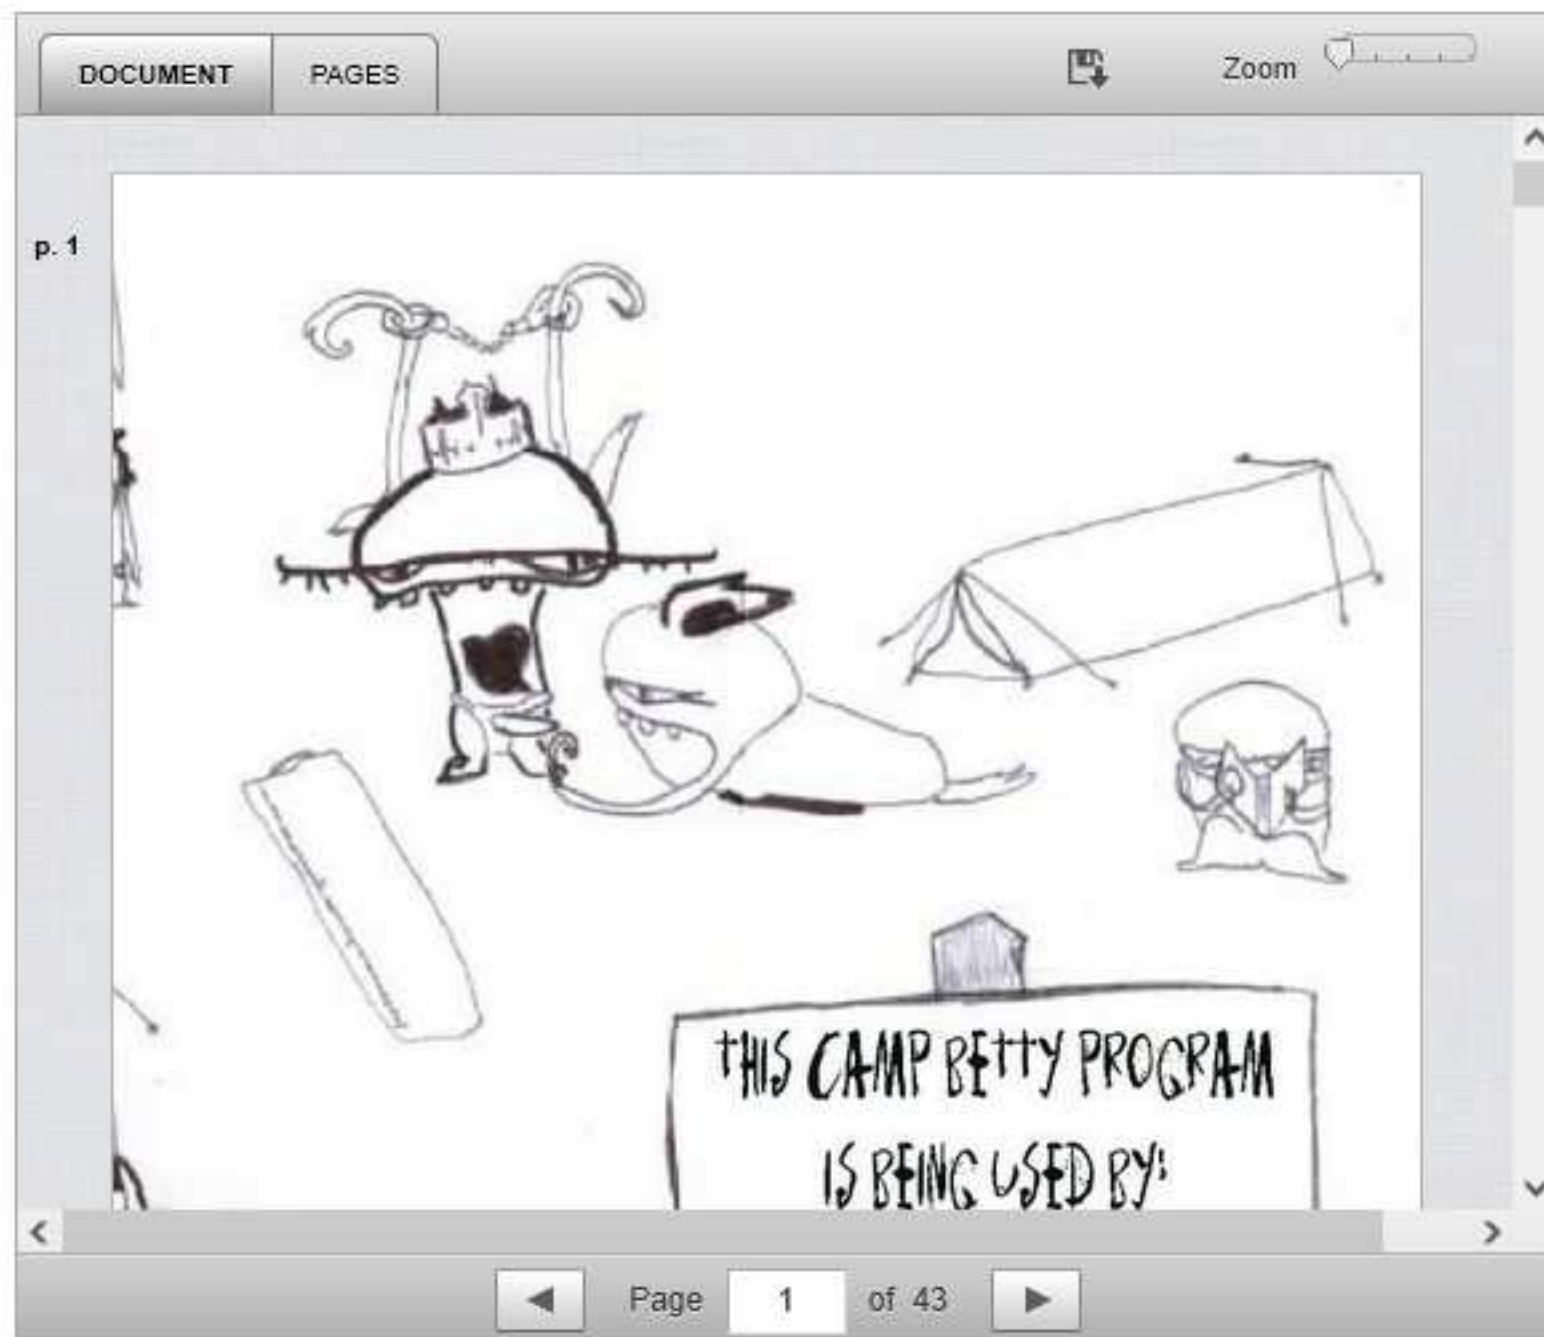 DOCUMENT PAGES Zoom
p. 1
THIS CAMP BETTY PROGRAM
IS BEING USED BY:
Page 1 of 43